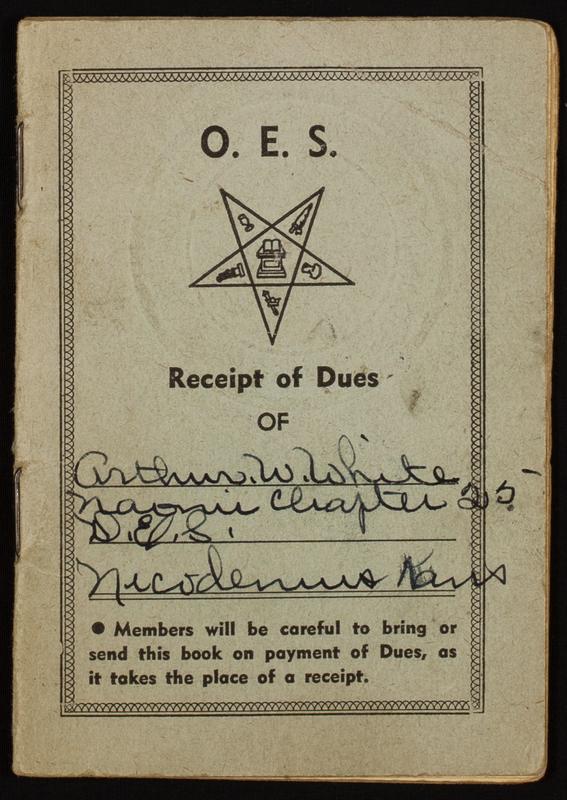 O. E. S.
Receipt of Dues
OF
Arthur. W. White
Naomi Chapter 25
O.E.S.
Nicodemus Kans
● Members will be careful to bring or
send this book on payment of Dues, as
it takes the place of a receipt.